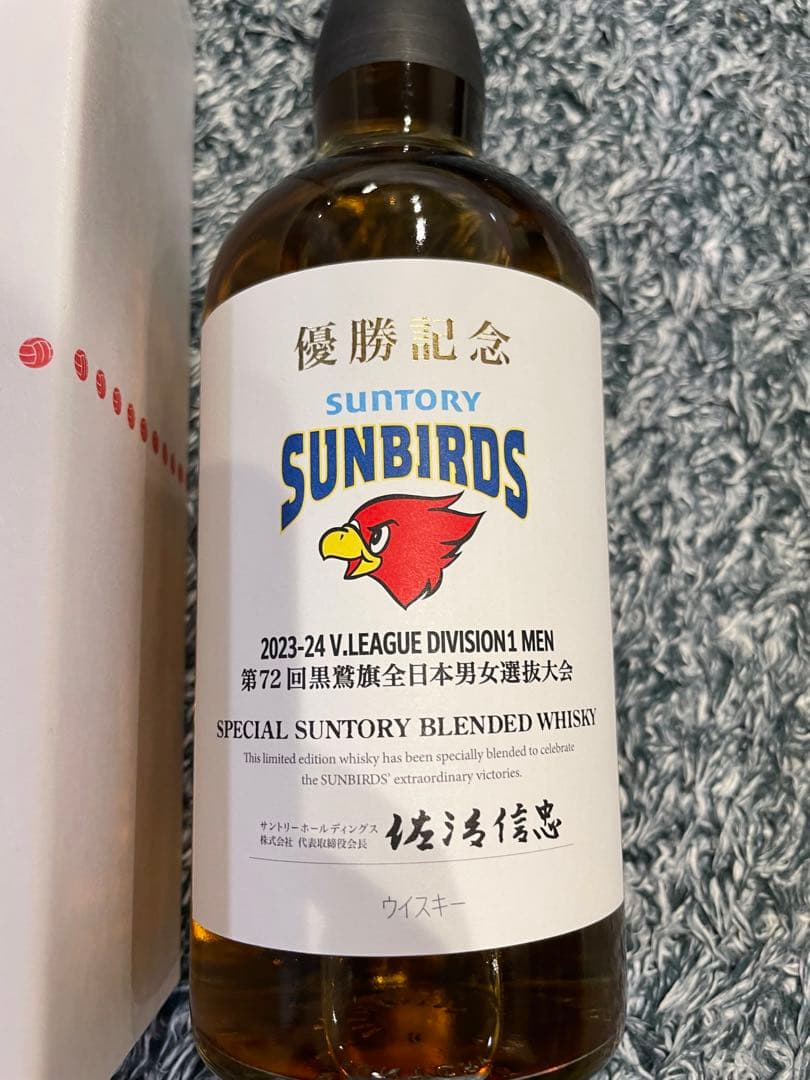 優勝記念
SUNTORY
SUNBIRDS
2023-24 V.LEAGUE DIVISION1 MEN
第72回黒鷲旗全日本男女選抜大会
SPECIAL SUNTORY BLENDED WHISKY
This limited edition whisky has been specially blended to celebrate
the SUNBIRDS' extraordinary victories.
サントリーホールディングス
株式会社 代表取締役会長
佐治信忠
ウイスキー